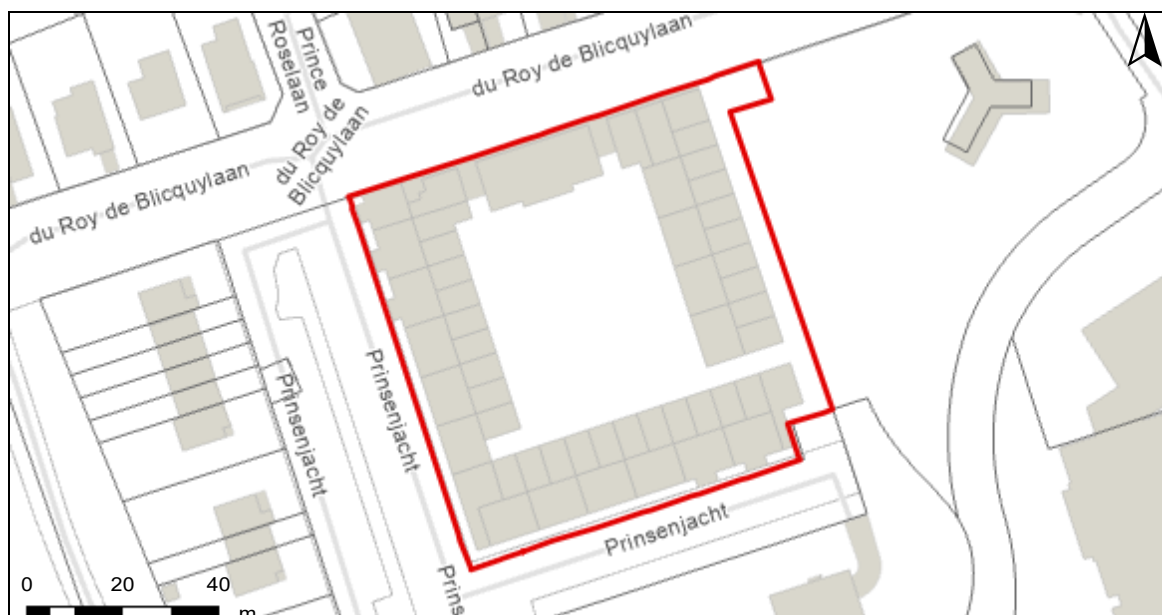 du Roy de Blicquylaan
Prince
Roselaan
du Roy de
Blicquylaan
du Roy de Blicquylaan
Prinsenjacht
Prinsenjacht
Prinsenjacht
Prins
0 20 40
m